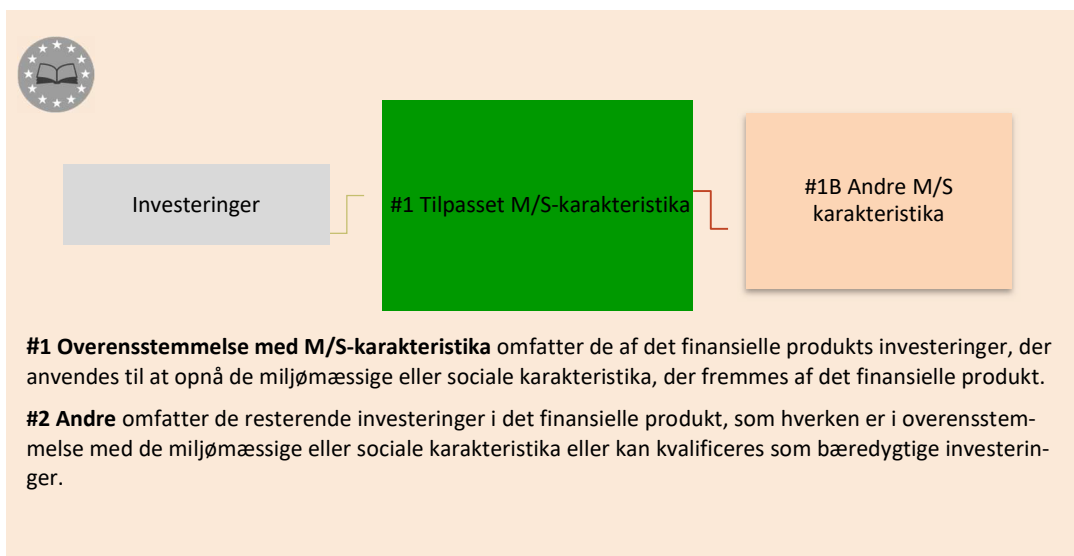 Investeringer
#1 Tilpasset M/S-karakteristika
#1B Andre M/S
karakteristika
#1 Overensstemmelse med M/S-karakteristika omfatter de af det finansielle produkts investeringer, der
anvendes til at opnå de miljømæssige eller sociale karakteristika, der fremmes af det finansielle produkt.
#2 Andre omfatter de resterende investeringer i det finansielle produkt, som hverken er i overensstem-
melse med de miljømæssige eller sociale karakteristika eller kan kvalificeres som bæredygtige investerin-
ger.